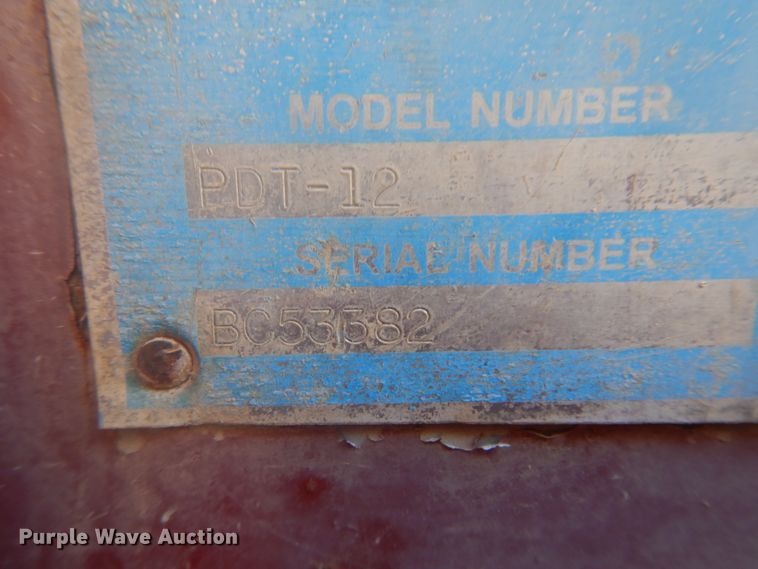 MODEL NUMBER
PDT-12
SERIAL NUMBER
BC53382
Purple Wave Auction